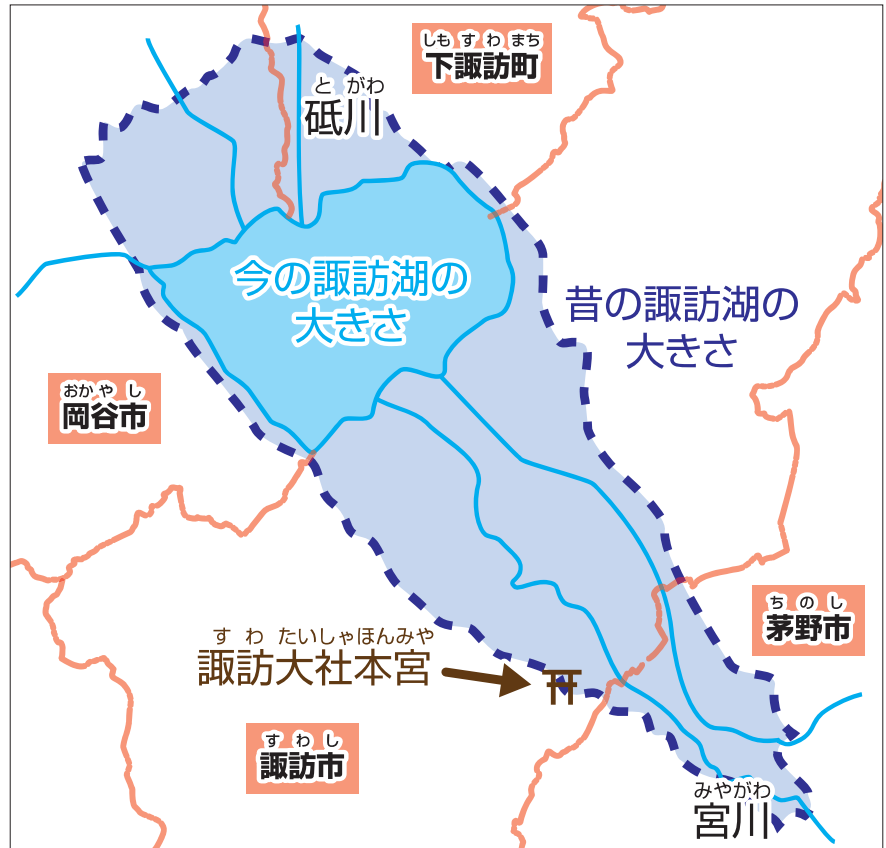 しも す わ まち
下諏訪町
と がわ
砥川
今の諏訪湖の
大きさ
昔の諏訪湖の
大きさ
おか や し
岡谷市
ち の し
茅野市
す わ たいしゃほんみや
諏訪大社本宮
す わ し
諏訪市
みやがわ
宮川